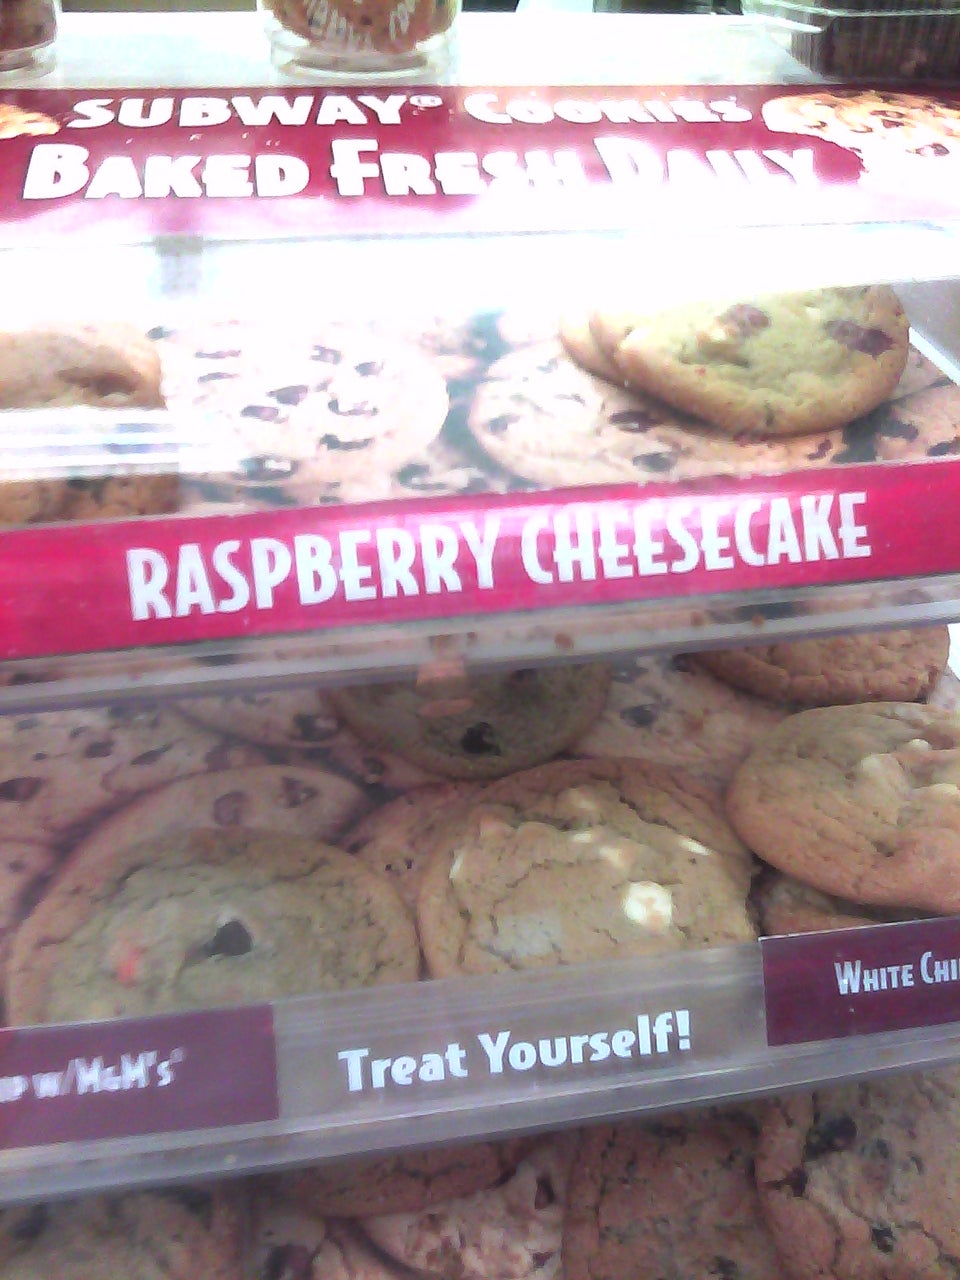 SUBWAY® COOKIES
BAKED FRESH DAILY
RASPBERRY CHEESECAKE
WHITE CHI
Treat Yourself!
W/M&M'S